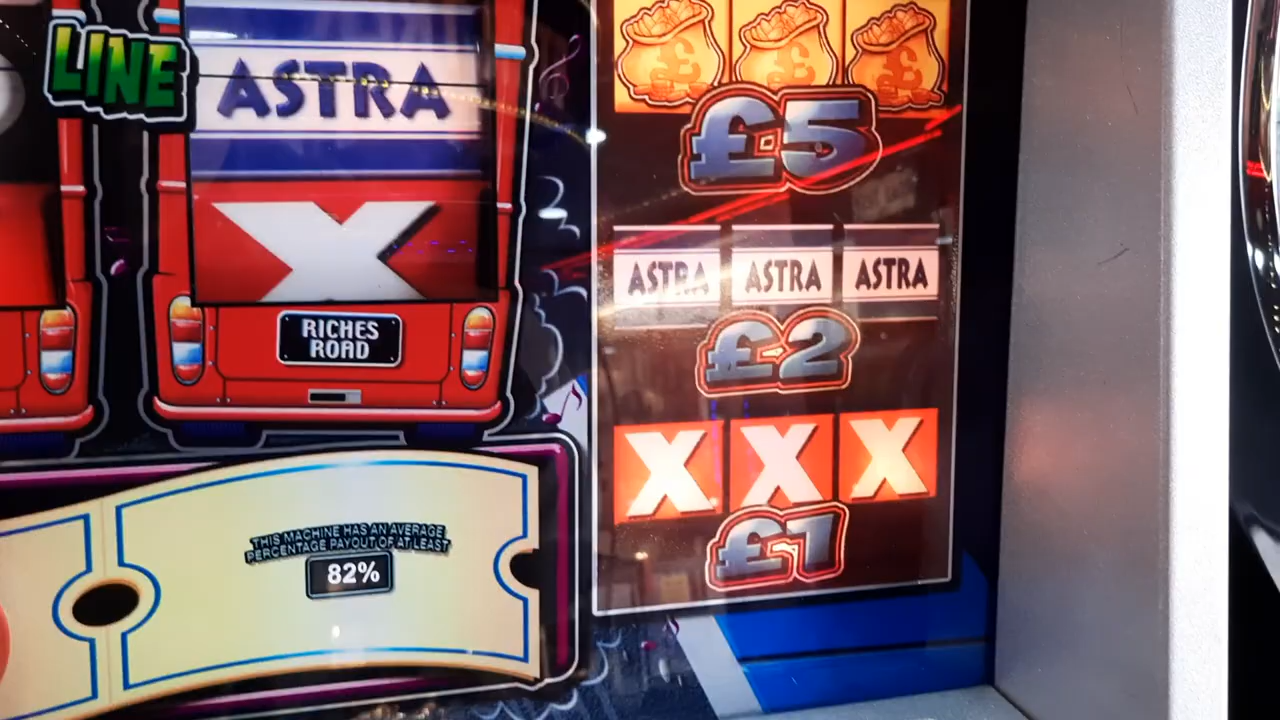 LINE
ASTRA
X
RICHES
ROAD
THIS MACHINE HAS AN AVERAGE
PERCENTAGE PAYOUT OF AT LEAST
82%
£ £ £
£5
ASTRA ASTRA ASTRA
£2
X X X
£1